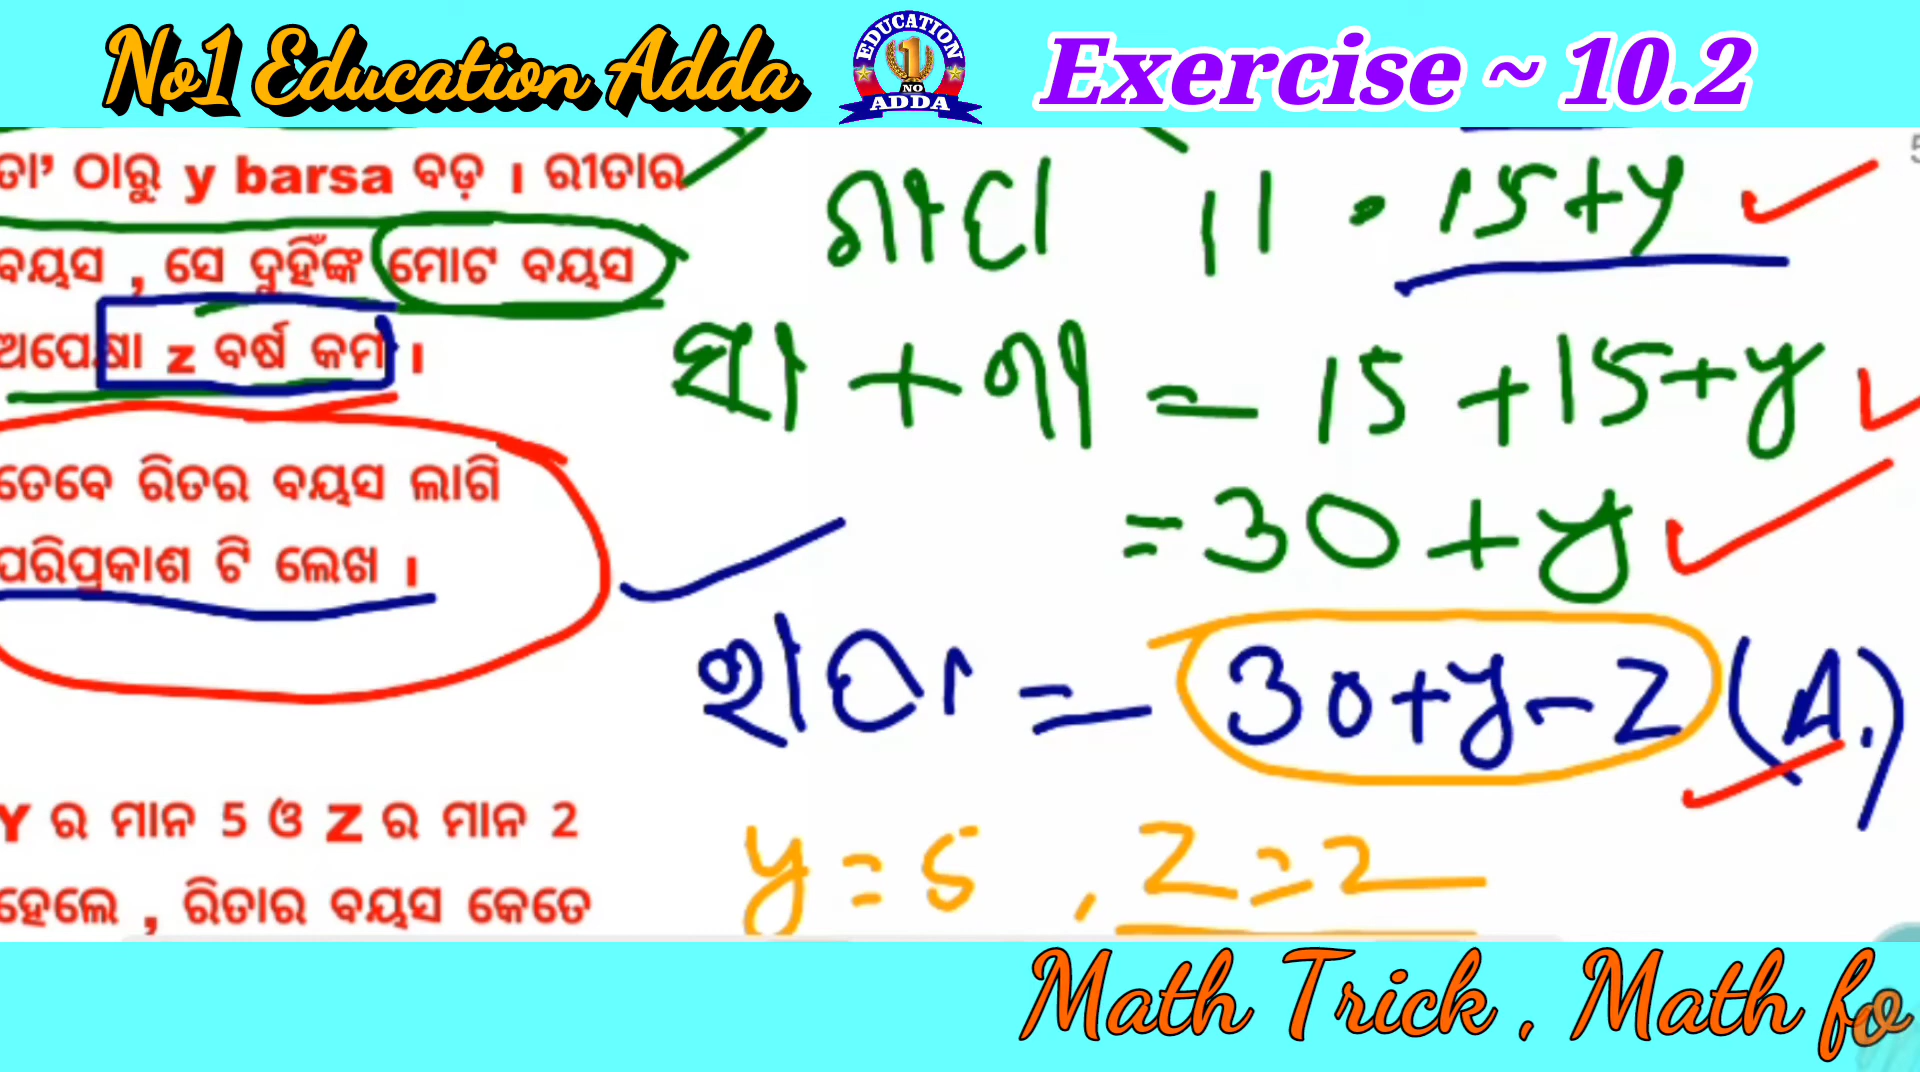 No1 Education Adda
EDUCATION
1
NO
ADDA
Exercise ~ 10.2
ତା’ ଠାରୁ y barsa ବଡ଼ । ରୀତାର
ବୟସ , ସେ ଦୁହିଁଙ୍କ ମୋଟ ବୟସ
ଅପେକ୍ଷା z ବର୍ଷ କମ ।
ତେବେ ରିତର ବୟସ ଲାଗି
ପରିପ୍ରକାଶ ଟି ଲେଖ ।
Y ର ମାନ 5 ଓ Z ର ମାନ 2
ହେଲେ , ରିତାର ବୟସ କେତେ
15+y
= 15 +15+y
=30+y
= 30+y-z (A.)
y = 5 , z=2
Math Trick , Math fo